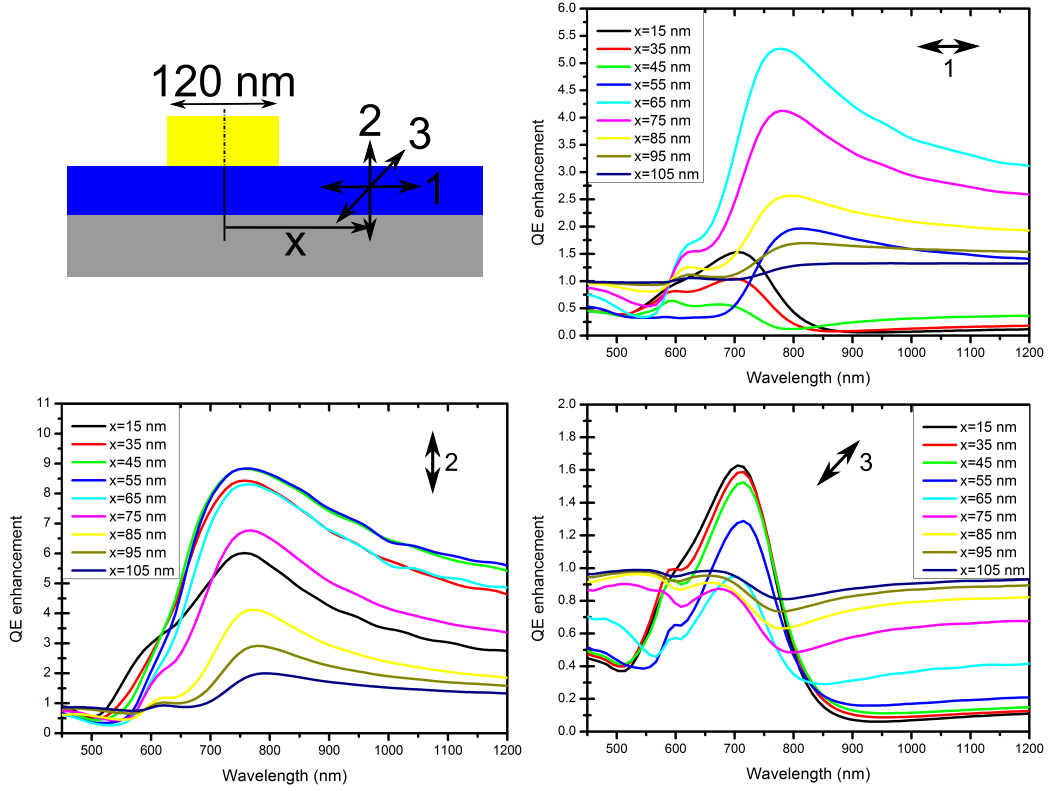 120 nm
2
3
1
x
6.0
5.5
5.0
4.5
4.0
3.5
3.0
2.5
2.0
1.5
1.0
0.5
0.0
QE enhancement
x=15 nm
x=35 nm
x=45 nm
x=55 nm
x=65 nm
x=75 nm
x=85 nm
x=95 nm
x=105 nm
1
500 600 700 800 900 1000 1100 1200
Wavelength (nm)
11
10
9
8
7
6
5
4
3
2
1
0
QE enhancement
x=15 nm
x=35 nm
x=45 nm
x=55 nm
x=65 nm
x=75 nm
x=85 nm
x=95 nm
x=105 nm
2
500 600 700 800 900 1000 1100 1200
Wavelength (nm)
2.0
1.8
1.6
1.4
1.2
1.0
0.8
0.6
0.4
0.2
0.0
QE enhancement
3
x=15 nm
x=35 nm
x=45 nm
x=55 nm
x=65 nm
x=75 nm
x=85 nm
x=95 nm
x=105 nm
500 600 700 800 900 1000 1100 1200
Wavelength (nm)